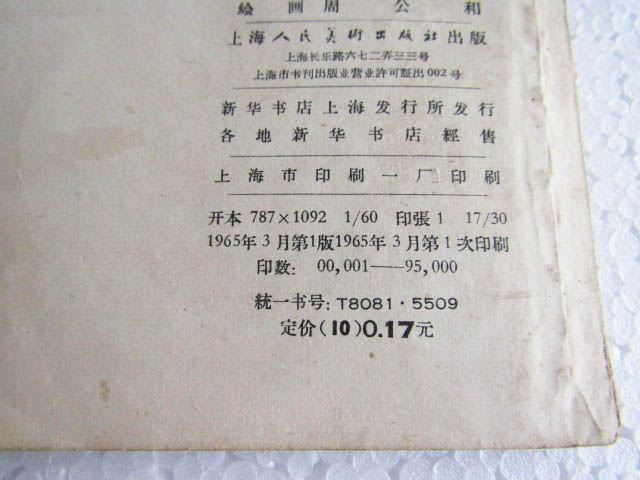 绘画周公和
上海人民美術出版社出版
上海长乐路六七二弄三三号
上海市书刊出版业营业許可証出002号
新华书店上海发行所发行
各地新华书店經售
上海市印刷一厂印刷
开本 787×1092 1/60 印張 1 17/30
1965年3月第1版1965年3月第1次印刷
印数: 00,001——95,000
統一书号: T8081·5509
定价(10)0.17元